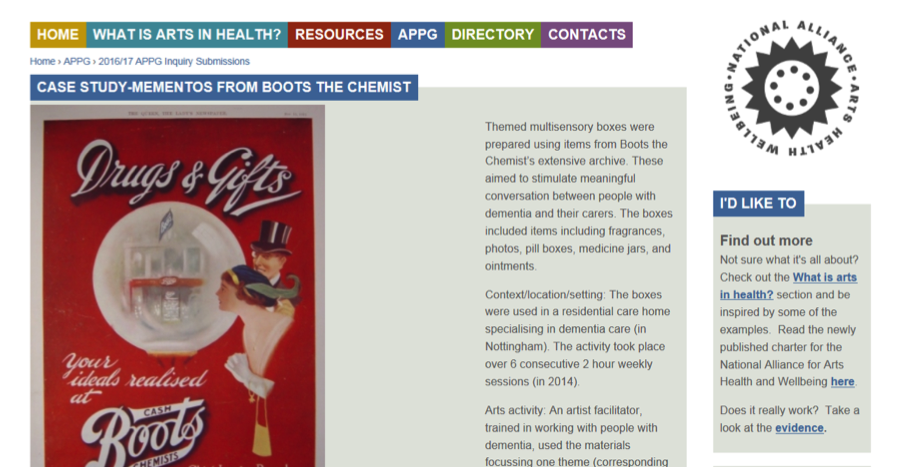 HOME WHAT IS ARTS IN HEALTH? RESOURCES APPG DIRECTORY CONTACTS
Home › APPG › 2016/17 APPG Inquiry Submissions
CASE STUDY-MEMENTOS FROM BOOTS THE CHEMIST
Drugs & Gifts
Your
ideals realised
at
CASH
Boots
CHEMISTS
Themed multisensory boxes were
prepared using items from Boots the
Chemist's extensive archive. These
aimed to stimulate meaningful
conversation between people with
dementia and their carers. The boxes
included items including fragrances,
photos, pill boxes, medicine jars, and
ointments.
Context/location/setting: The boxes
were used in a residential care home
specialising in dementia care (in
Nottingham). The activity took place
over 6 consecutive 2 hour weekly
sessions (in 2014).
Arts activity: An artist facilitator,
trained in working with people with
dementia, used the materials
focussing one theme (corresponding
NATIONAL ALLIANCE • ARTS HEALTH WELLBEING •
I'D LIKE TO
Find out more
Not sure what it's all about?
Check out the What is arts
in health? section and be
inspired by some of the
examples. Read the newly
published charter for the
National Alliance for Arts
Health and Wellbeing here.
Does it really work? Take a
look at the evidence.